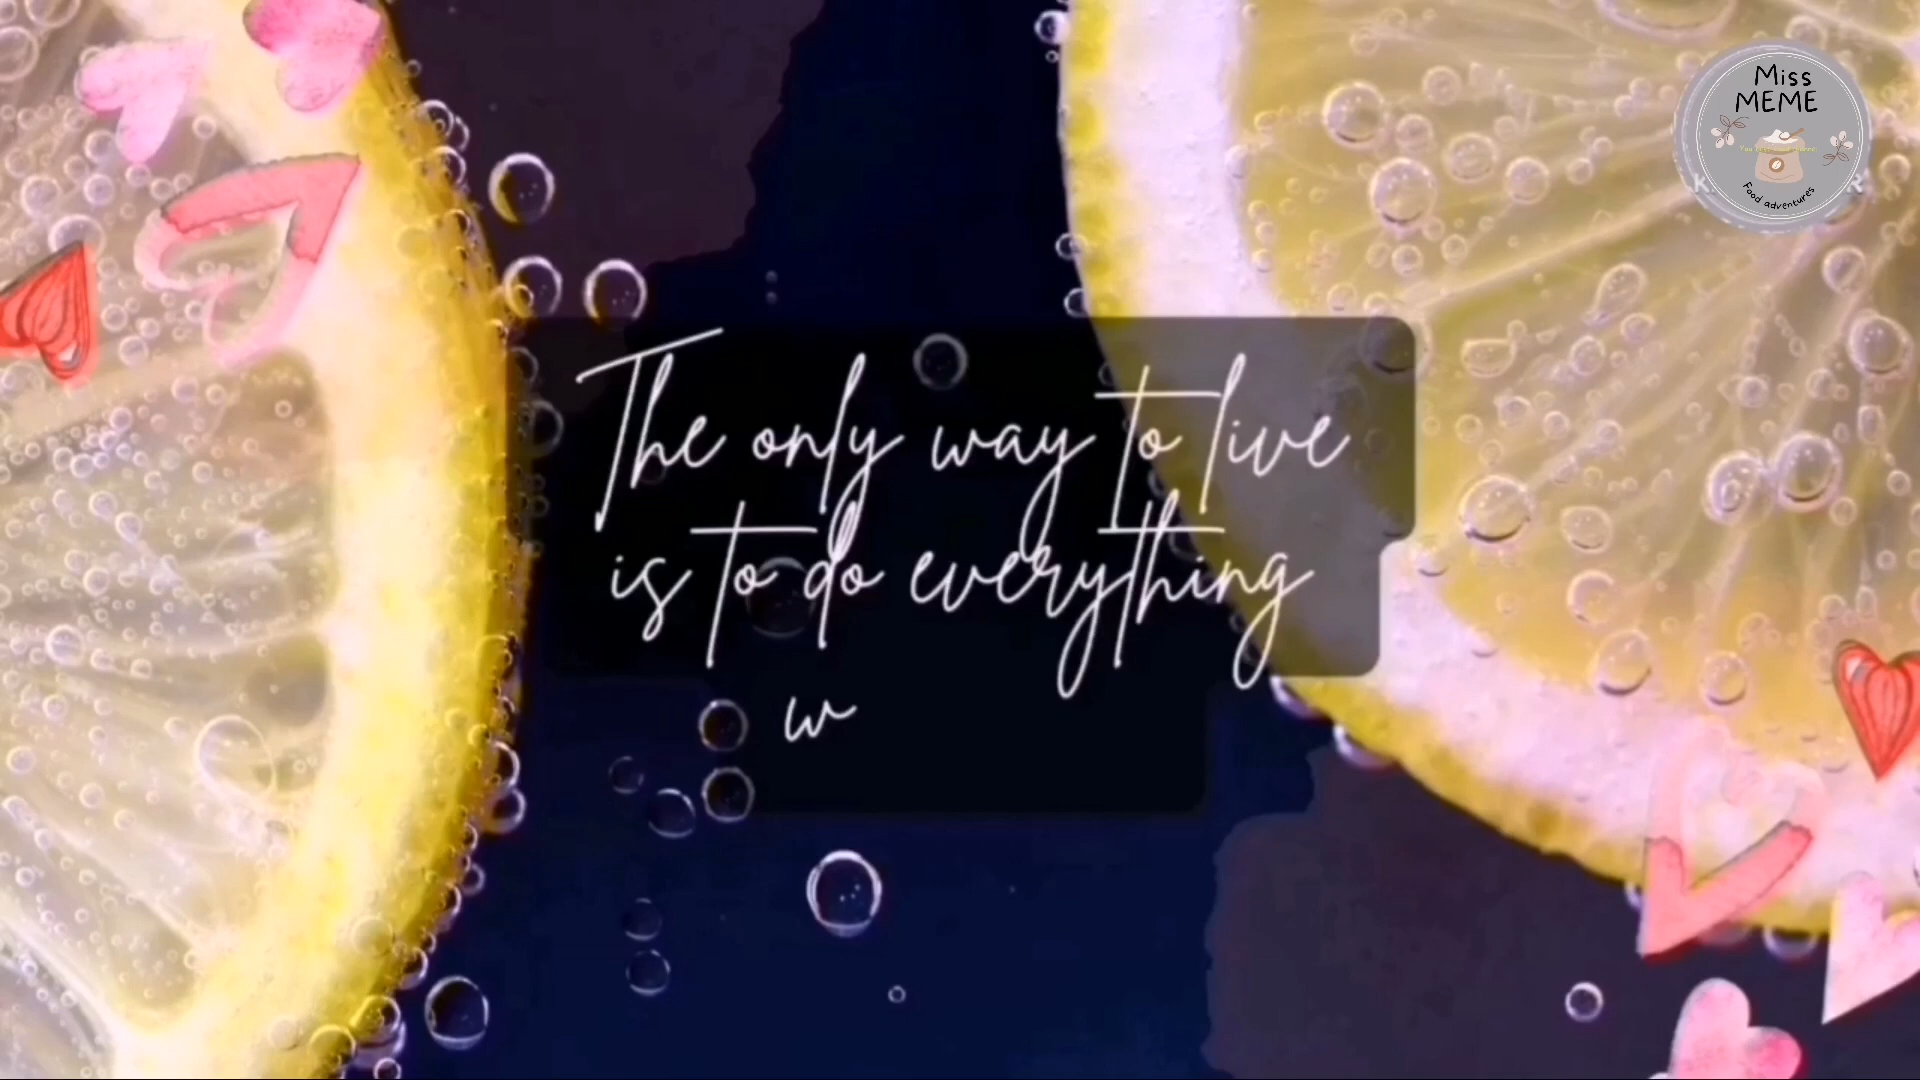 Miss
MEME
Food adventures
The only way to live
is to do everything
w